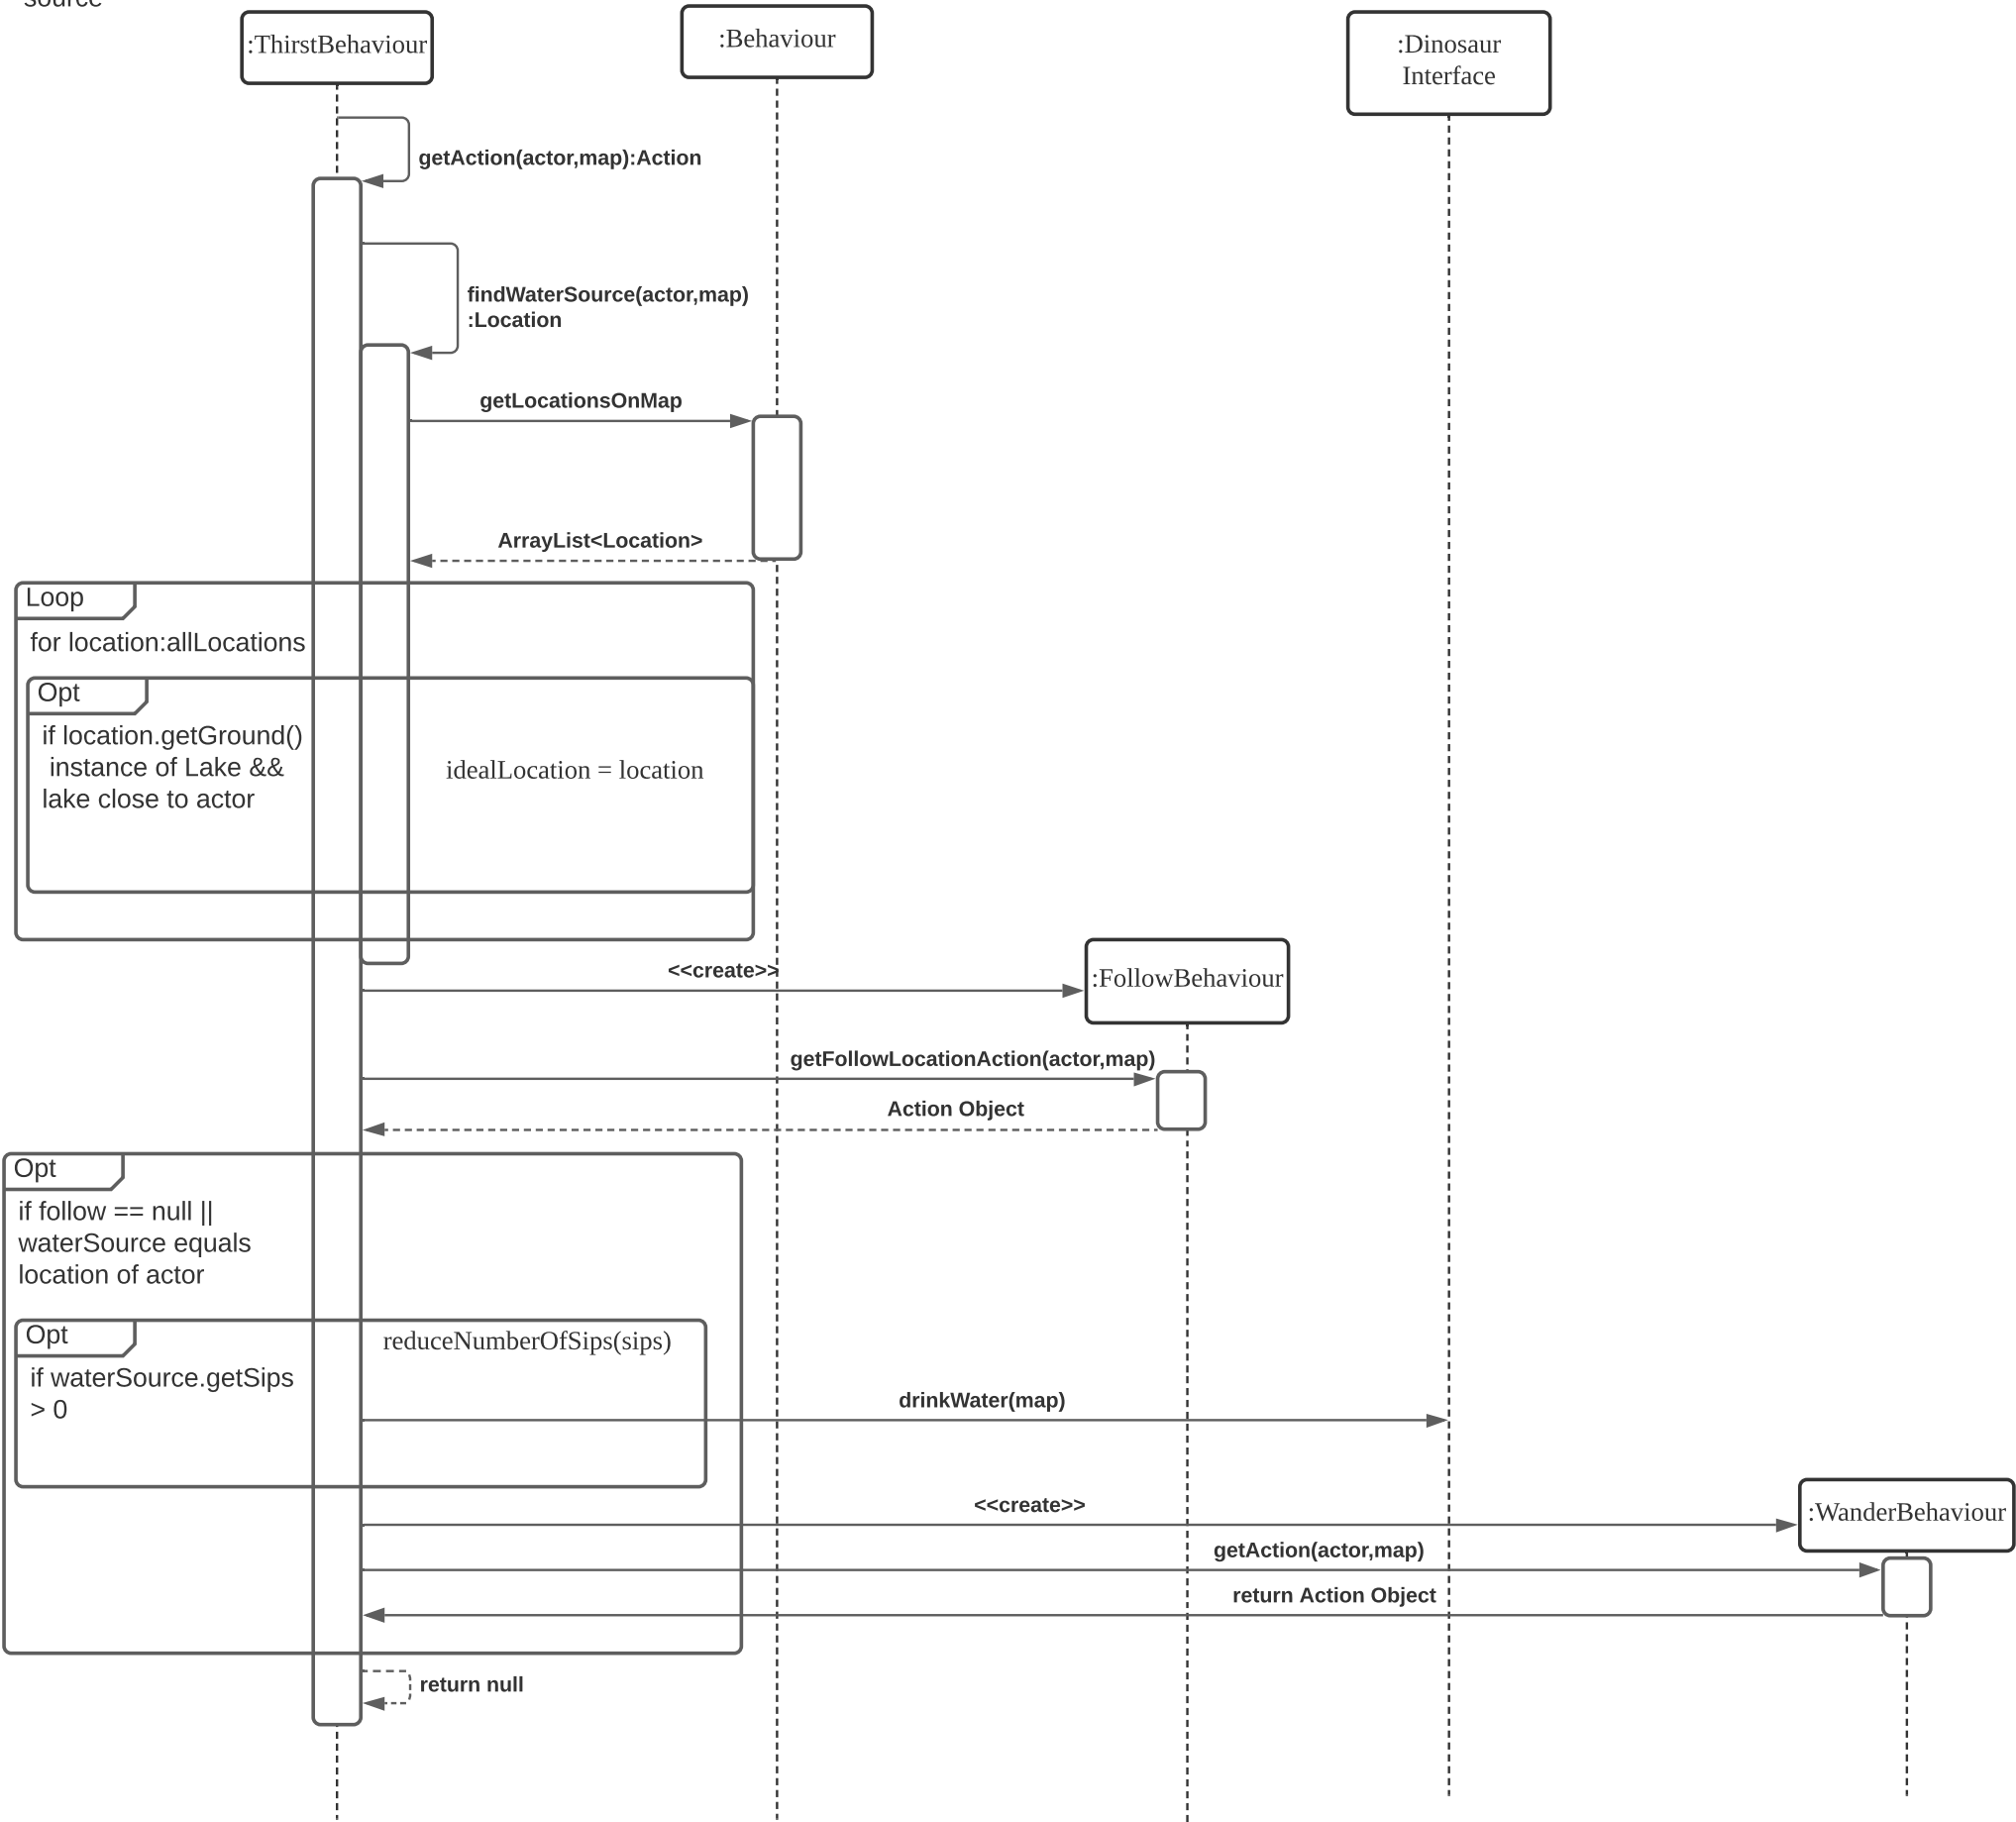 source
:ThirstBehaviour
:Behaviour
:Dinosaur
Interface
getAction(actor,map):Action
findWaterSource(actor,map)
:Location
getLocationsOnMap
ArrayList<Location>
Loop
for location:allLocations
Opt
if location.getGround()
instance of Lake &&
lake close to actor
idealLocation = location
<<create>>
:FollowBehaviour
getFollowLocationAction(actor,map)
Action Object
Opt
if follow == null ||
waterSource equals
location of actor
Opt
reduceNumberOfSips(sips)
if waterSource.getSips
> 0
drinkWater(map)
<<create>>
:WanderBehaviour
getAction(actor,map)
return Action Object
return null